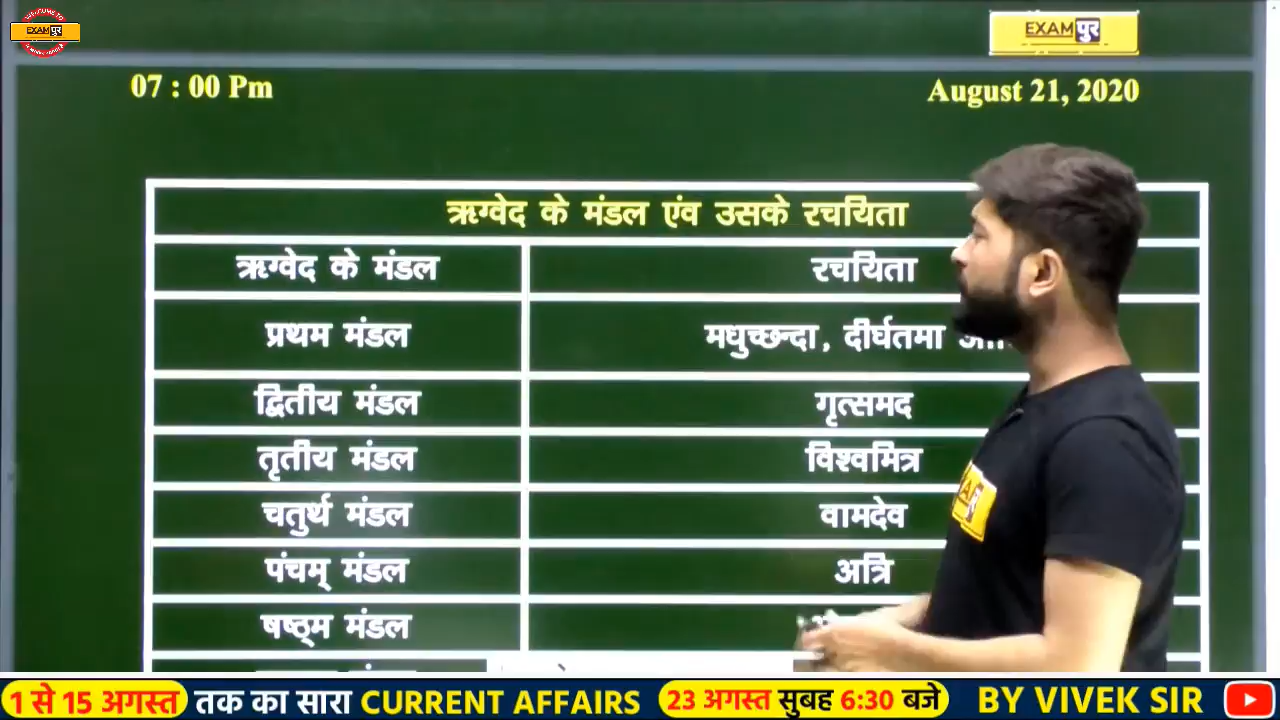 WELCOME TO
EXAMपुर
EXAMपुर
07 : 00 Pm
August 21, 2020
ऋग्वेद के मंडल एंव उसके रचयिता
ऋग्वेद के मंडल
रचयिता
प्रथम मंडल
मधुच्छन्दा, दीर्घतमा
द्वितीय मंडल
गृत्समद
तृतीय मंडल
विश्वमित्र
चतुर्थ मंडल
वामदेव
पंचम् मंडल
अत्रि
षष्ठ्म मंडल
1 से 15 अगस्त तक का सारा CURRENT AFFAIRS 23 अगस्त सुबह 6:30 बजे BY VIVEK SIR